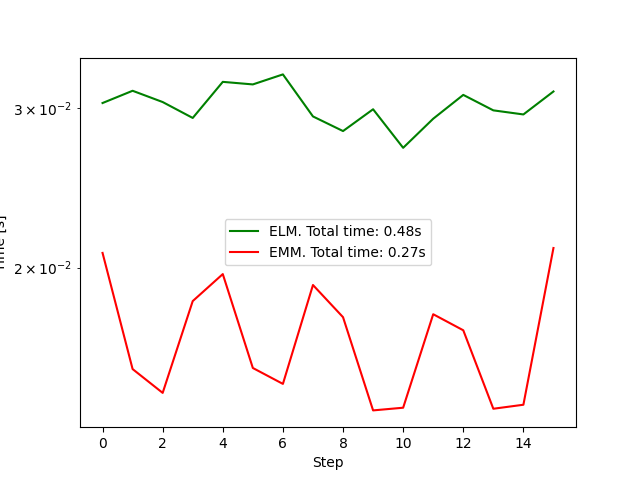 3 × 10⁻²
2 × 10⁻²
ELM. Total time: 0.48s
EMM. Total time: 0.27s
0 2 4 6 8 10 12 14
Step